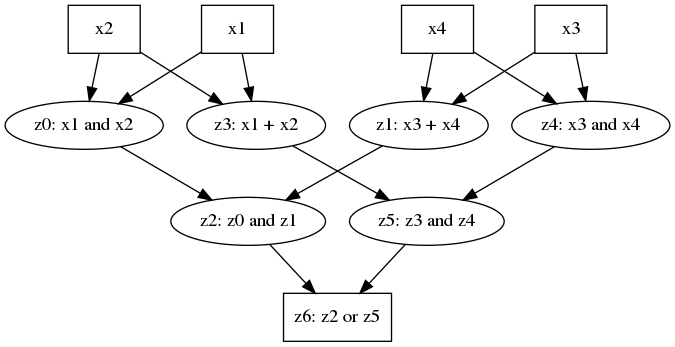 x2
x1
x4
x3
z0: x1 and x2
z3: x1 + x2
z1: x3 + x4
z4: x3 and x4
z2: z0 and z1
z5: z3 and z4
z6: z2 or z5